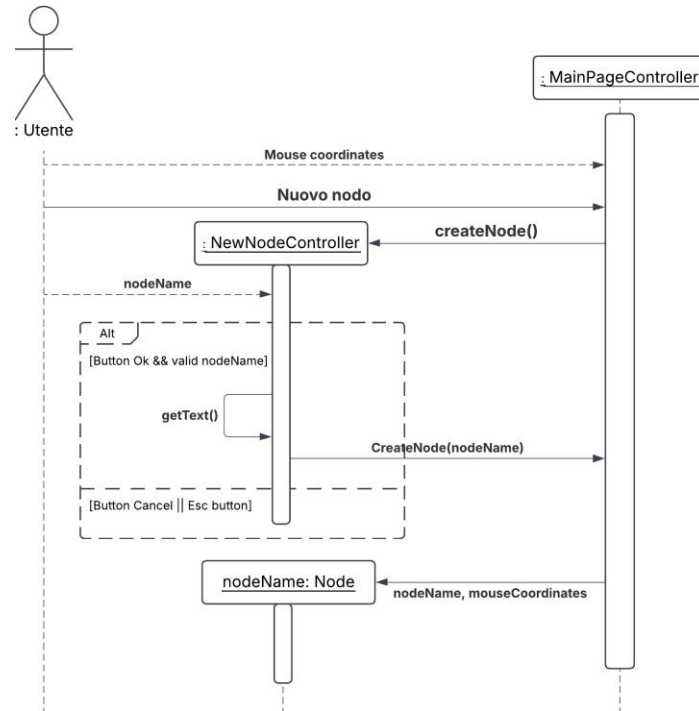 : MainPageController
: Utente
Mouse coordinates
Nuovo nodo
createNode()
: NewNodeController
nodeName
Alt
[Button Ok && valid nodeName]
getText()
CreateNode(nodeName)
[Button Cancel || Esc button]
nodeName: Node
nodeName, mouseCoordinates